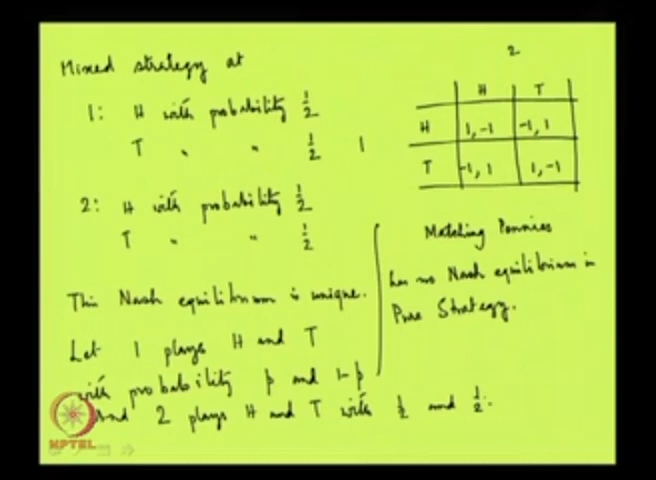 Mixed strategy at
1: H with probability 1/2
T " " 1/2
2: H with probability 1/2
T " " 1/2
This Nash equilibrium is unique.
Let 1 plays H and T
with probability p and 1-p
and 2 plays H and T with 1/2 and 1/2.
2
H T
1
H 1, -1 -1, 1
T -1, 1 1, -1
Matching Pennies
has no Nash equilibrium in
Pure Strategy.
NPTEL